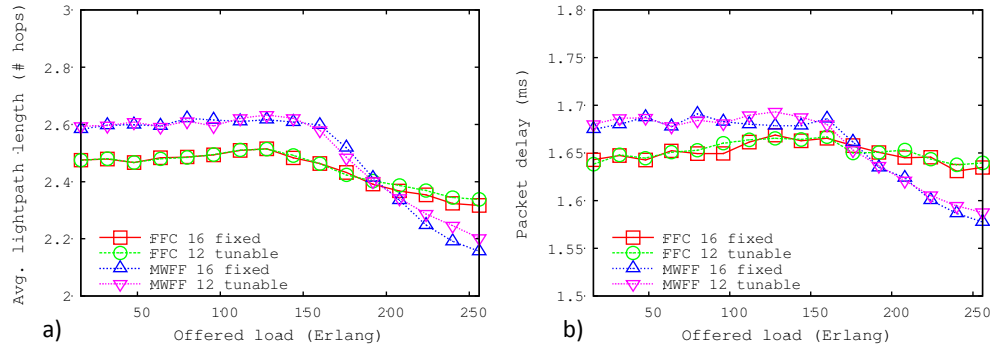 3
2.8
2.6
2.4
2.2
2
Avg. lightpath length (# hops)
FFC 16 fixed
FFC 12 tunable
MWFF 16 fixed
MWFF 12 tunable
50
100
150
200
250
Offered load (Erlang)
a)
1.8
1.75
1.7
1.65
1.6
1.55
1.5
Packet delay (ms)
FFC 16 fixed
FFC 12 tunable
MWFF 16 fixed
MWFF 12 tunable
50
100
150
200
250
Offered load (Erlang)
b)